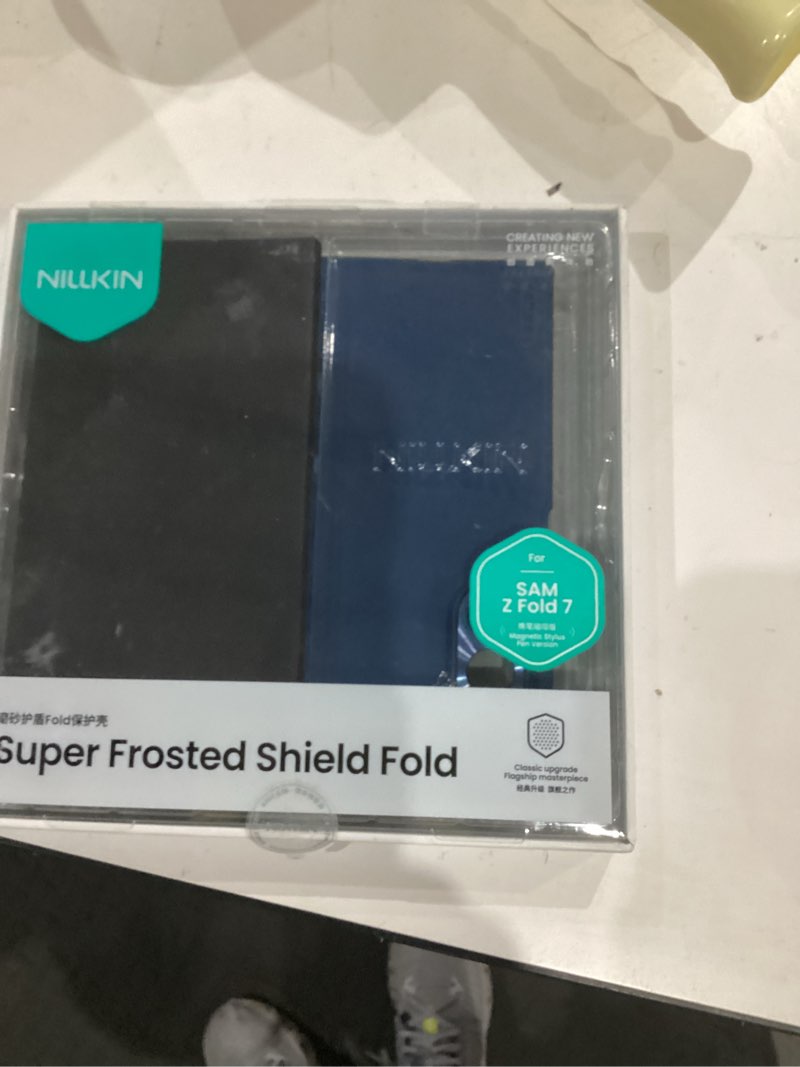 NILLKIN
CREATING NEW
EXPERIENCES
NILLKIN
For
SAM
Z Fold 7
Magnetic Stylus
Pen Version
磨砂护盾Fold保护壳
Super Frosted Shield Fold
Classic upgrade
Flagship masterpiece
经典升级 旗舰之作